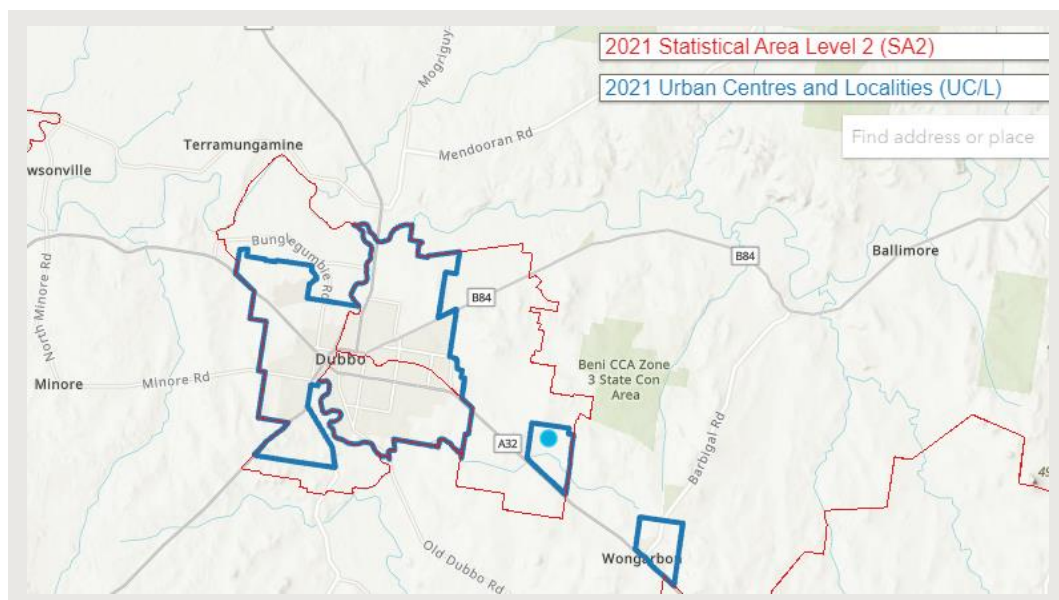 2021 Statistical Area Level 2 (SA2)
2021 Urban Centres and Localities (UC/L)
Find address or place
Mogriguy
Mendooran Rd
Terramungamine
wsonville
Bunglegumbie Rd
North Minore Rd
Ballimore
B84
B84
Dubbo
Minore
Minore Rd
Beni CCA Zone
3 State Con
Area
A32
Barbigal Rd
Wongarbon
Old Dubbo Rd
49